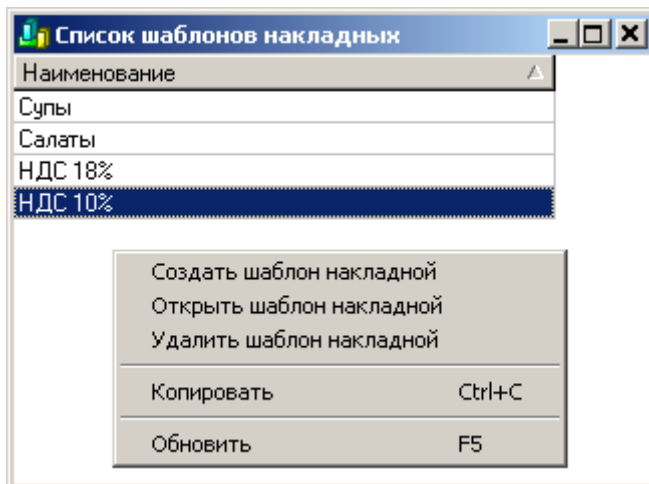 Список шаблонов накладных
Наименование
Супы
Салаты
НДС 18%
НДС 10%
Создать шаблон накладной
Открыть шаблон накладной
Удалить шаблон накладной
Копировать Ctrl+C
Обновить F5